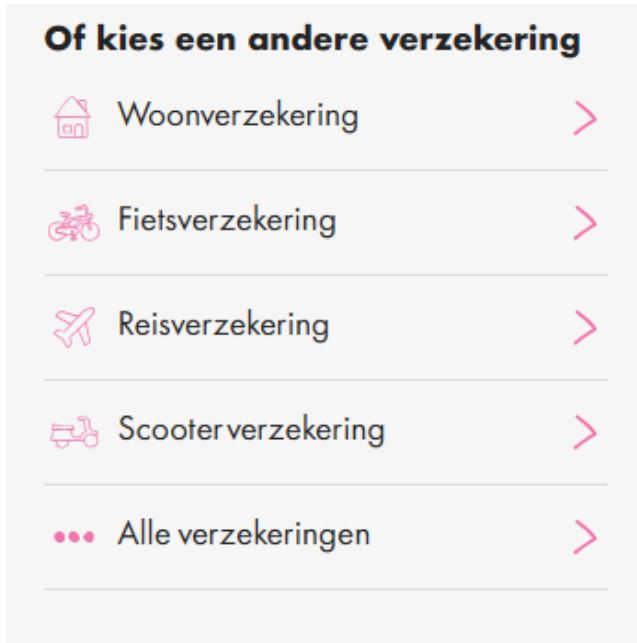 Of kies een andere verzekering
Woonverzekering
Fietsverzekering
Reisverzekering
Scooterverzekering
Alle verzekeringen